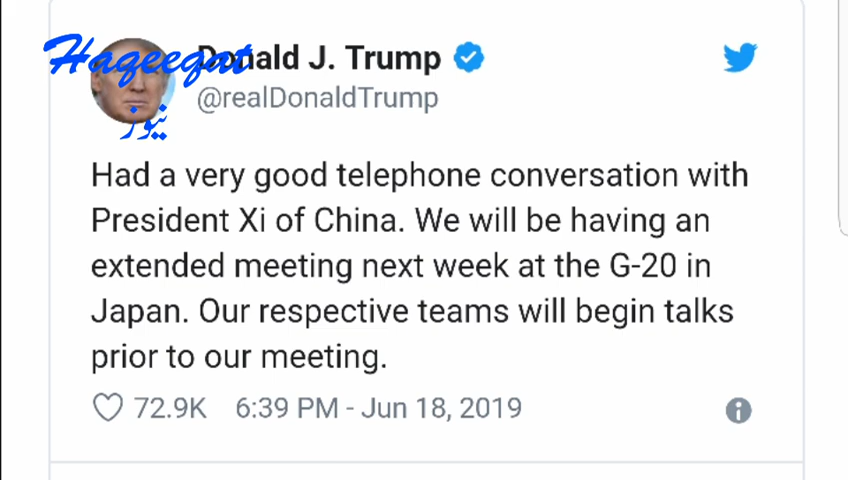 Haqeeqat
نیوز
Donald J. Trump
@realDonaldTrump
Had a very good telephone conversation with
President Xi of China. We will be having an
extended meeting next week at the G-20 in
Japan. Our respective teams will begin talks
prior to our meeting.
72.9K 6:39 PM - Jun 18, 2019